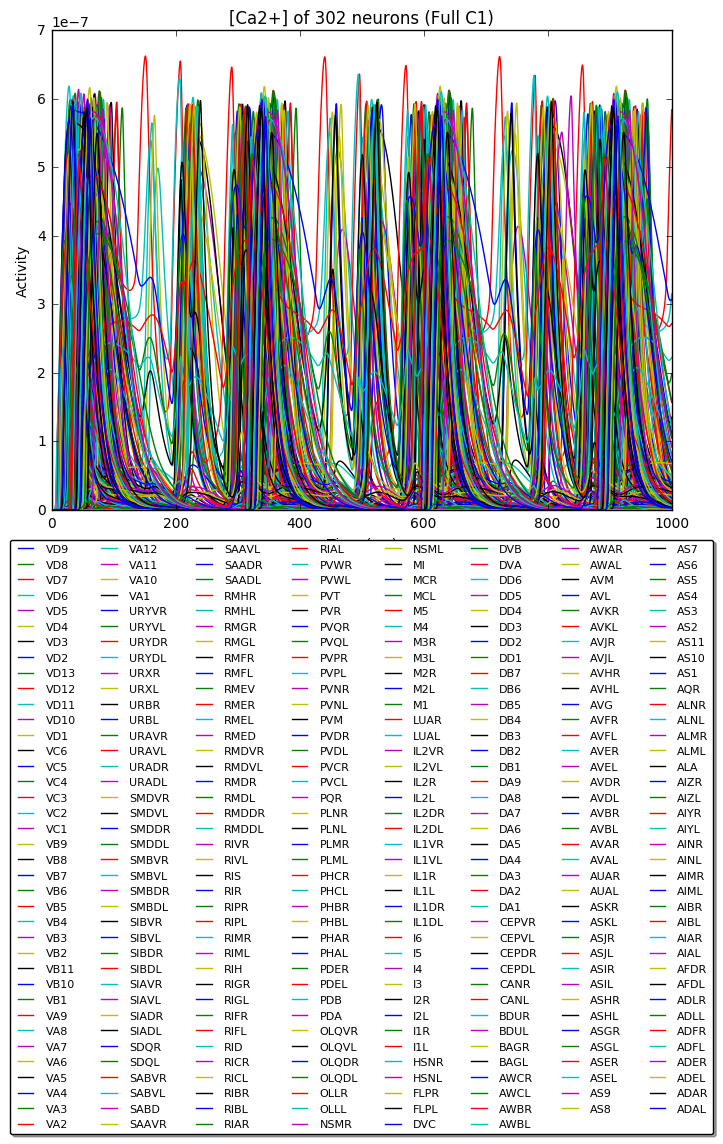 [Ca2+] of 302 neurons (Full C1)
1e−7
7
6
5
4
3
2
1
0
Activity
0 200 400 600 800 1000
VD9 VA12 SAAVL RIAL NSML DVB AWAR AS7
VD8 VA11 SAADR PVWR MI DVA AWAL AS6
VD7 VA10 SAADL PVWL MCR DD6 AVM AS5
VD6 VA1 RMHR PVT MCL DD5 AVL AS4
VD5 URYVR RMHL PVR M5 DD4 AVKR AS3
VD4 URYVL RMGR PVQR M4 DD3 AVKL AS2
VD3 URYDR RMGL PVQL M3R DD2 AVJR AS11
VD2 URYDL RMFR PVPR M3L DD1 AVJL AS10
VD13 URXR RMFL PVPL M2R DB7 AVHR AS1
VD12 URXL RMEV PVNR M2L DB6 AVHL AQR
VD11 URBR RMER PVNL M1 DB5 AVG ALNR
VD10 URBL RMEL PVM LUAR DB4 AVFR ALNL
VD1 URAVR RMED PVDR LUAL DB3 AVFL ALMR
VC6 URAVL RMDVR PVDL IL2VR DB2 AVER ALML
VC5 URADR RMDVL PVCR IL2VL DB1 AVEL ALA
VC4 URADL RMDR PVCL IL2R DA9 AVDR AIZR
VC3 SMDVR RMDL PQR IL2L DA8 AVDL AIZL
VC2 SMDVL RMDDR PLNR IL2DR DA7 AVBR AIYR
VC1 SMDDR RMDDL PLNL IL2DL DA6 AVBL AIYL
VB9 SMDDL RIVR PLMR IL1VR DA5 AVAR AINR
VB8 SMBVR RIVL PLML IL1VL DA4 AVAL AINL
VB7 SMBVL RIS PHCR IL1R DA3 AUAR AIMR
VB6 SMBDR RIR PHCL IL1L DA2 AUAL AIML
VB5 SMBDL RIPR PHBR IL1DR DA1 ASKR AIBR
VB4 SIBVR RIPL PHBL IL1DL CEPVR ASKL AIBL
VB3 SIBVL RIMR PHAR I6 CEPVL ASJR AIAR
VB2 SIBDR RIML PHAL I5 CEPDR ASJL AIAL
VB11 SIBDL RIH PDER I4 CEPDL ASIR AFDR
VB10 SIAVR RIGR PDEL I3 CANR ASIL AFDL
VB1 SIAVL RIGL PDB I2R CANL ASHR ADLR
VA9 SIADR RIFR PDA I2L BDUR ASHL ADLL
VA8 SIADL RIFL OLQVR I1R BDUL ASGR ADFR
VA7 SDQR RID OLQVL I1L BAGR ASGL ADFL
VA6 SDQL RICR OLQDR HSNR BAGL ASER ADER
VA5 SABVR RICL OLQDL HSNL AWCR ASEL ADEL
VA4 SABVL RIBR OLLR FLPR AWCL AS9 ADAR
VA3 SABD RIBL OLLL FLPL AWBR AS8 ADAL
VA2 SAAVR RIAR NSMR DVC AWBL